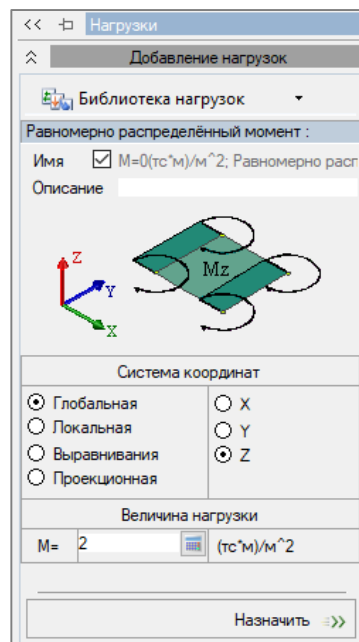 << Нагрузки
Добавление нагрузок
Библиотека нагрузок
Равномерно распределённый момент :
Имя M=0(тс*м)/м^2; Равномерно расп
Описание
Z
Mz
Y
X
Система координат
Глобальная X
Локальная Y
Выравнивания Z
Проекционная
Величина нагрузки
M= 2 (тс*м)/м^2
Назначить